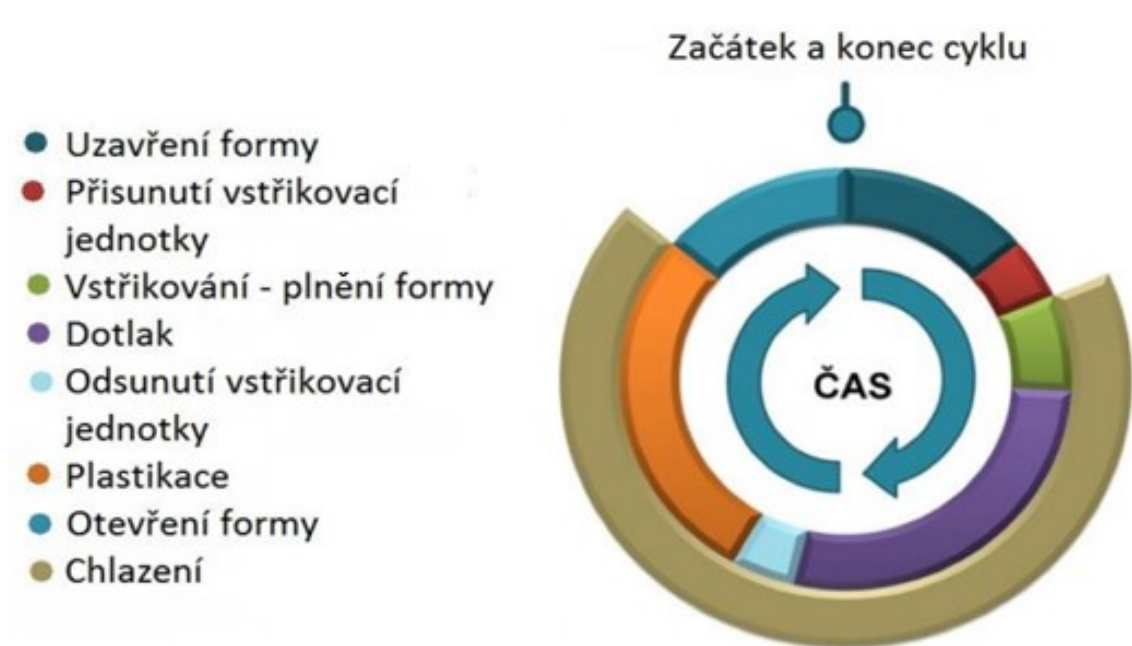 Začátek a konec cyklu
Uzavření formy
Přisunutí vstřikovací
jednotky
Vstřikování - plnění formy
Dotlak
Odsunutí vstřikovací
jednotky
Plastikace
Otevření formy
Chlazení
ČAS